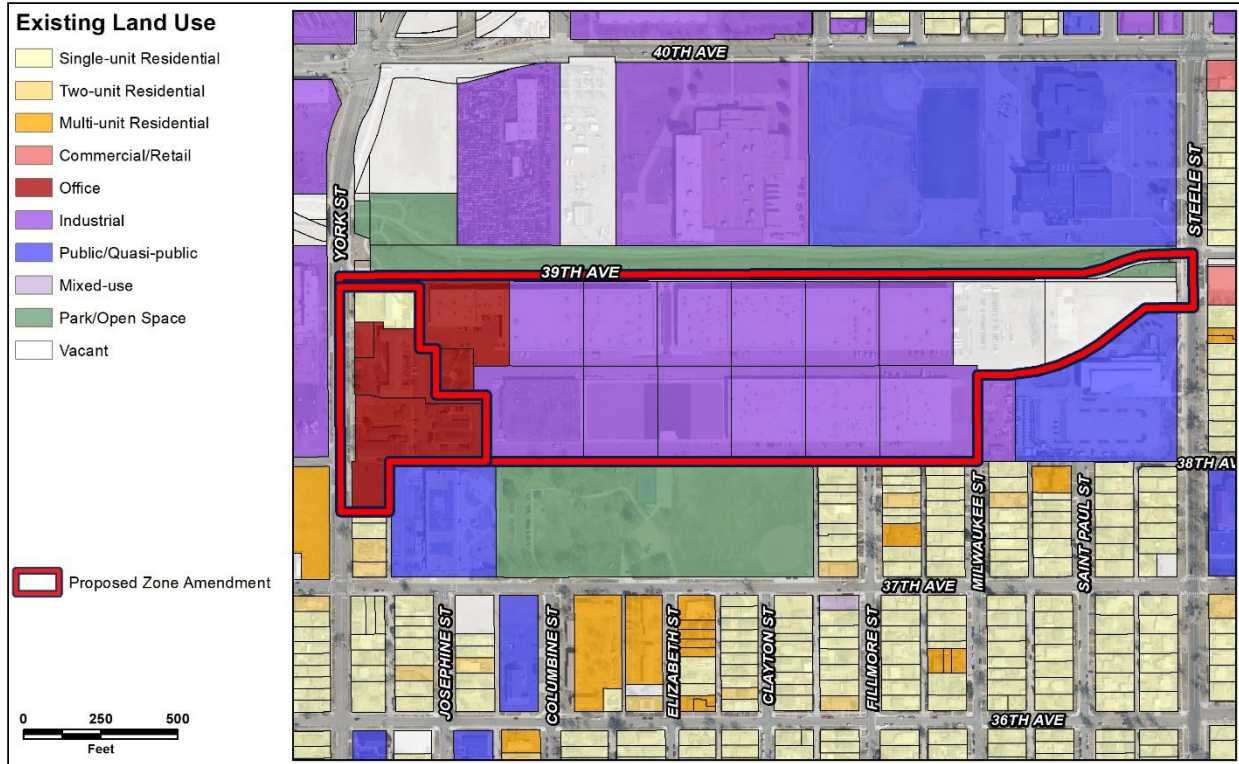 Existing Land Use
Single-unit Residential
Two-unit Residential
Multi-unit Residential
Commercial/Retail
Office
Industrial
Public/Quasi-public
Mixed-use
Park/Open Space
Vacant
Proposed Zone Amendment
0 250 500
Feet
40TH AVE
YORK ST
STEELE ST
39TH AVE
38TH AV
MILWAUKEE ST
SAINT PAUL ST
37TH AVE
JOSEPHINE ST
COLUMBINE ST
ELIZABETH ST
CLAYTON ST
FILLMORE ST
36TH AVE